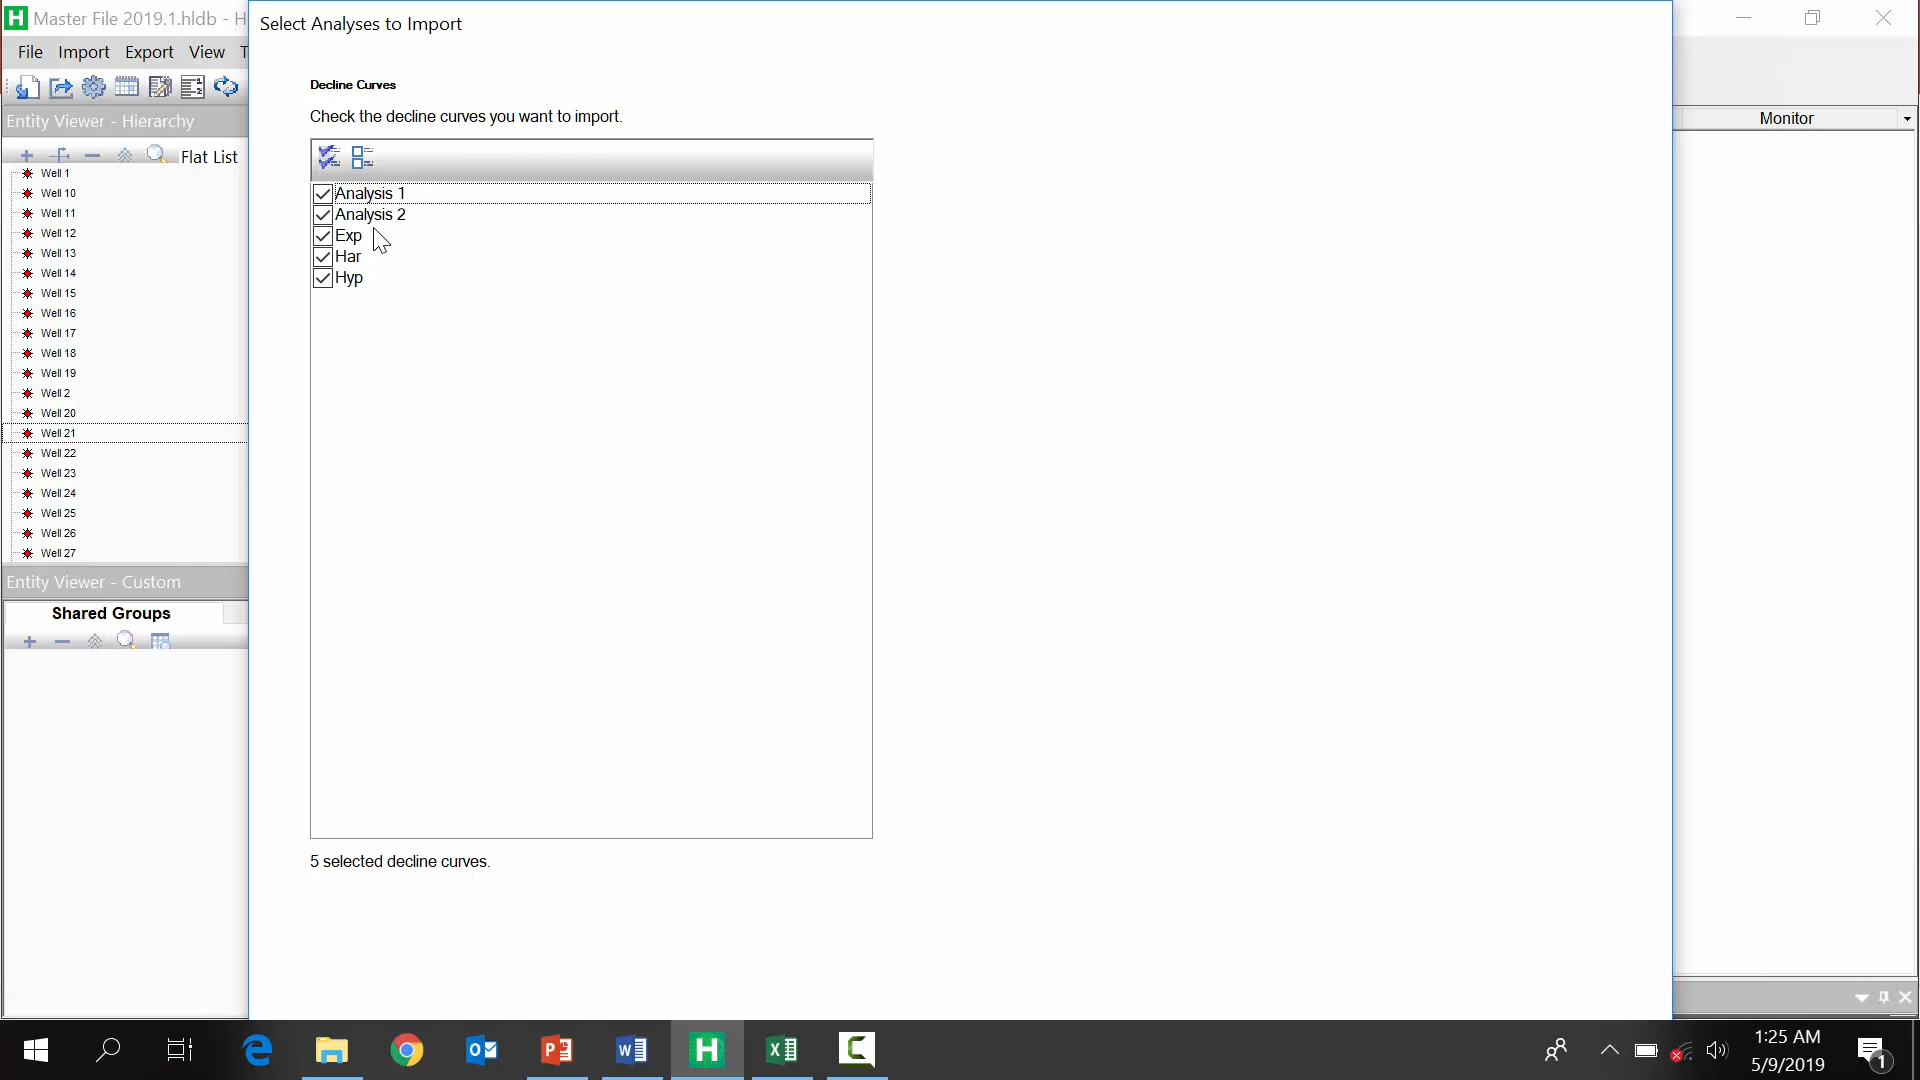 Master File 2019.1.hldb - H
File Import Export View T
Entity Viewer - Hierarchy
Flat List
Well 1
Well 10
Well 11
Well 12
Well 13
Well 14
Well 15
Well 16
Well 17
Well 18
Well 19
Well 2
Well 20
Well 21
Well 22
Well 23
Well 24
Well 25
Well 26
Well 27
Entity Viewer - Custom
Shared Groups
Select Analyses to Import
Decline Curves
Check the decline curves you want to import.
Analysis 1
Analysis 2
Exp
Har
Hyp
5 selected decline curves.
Monitor
1:25 AM
5/9/2019
1